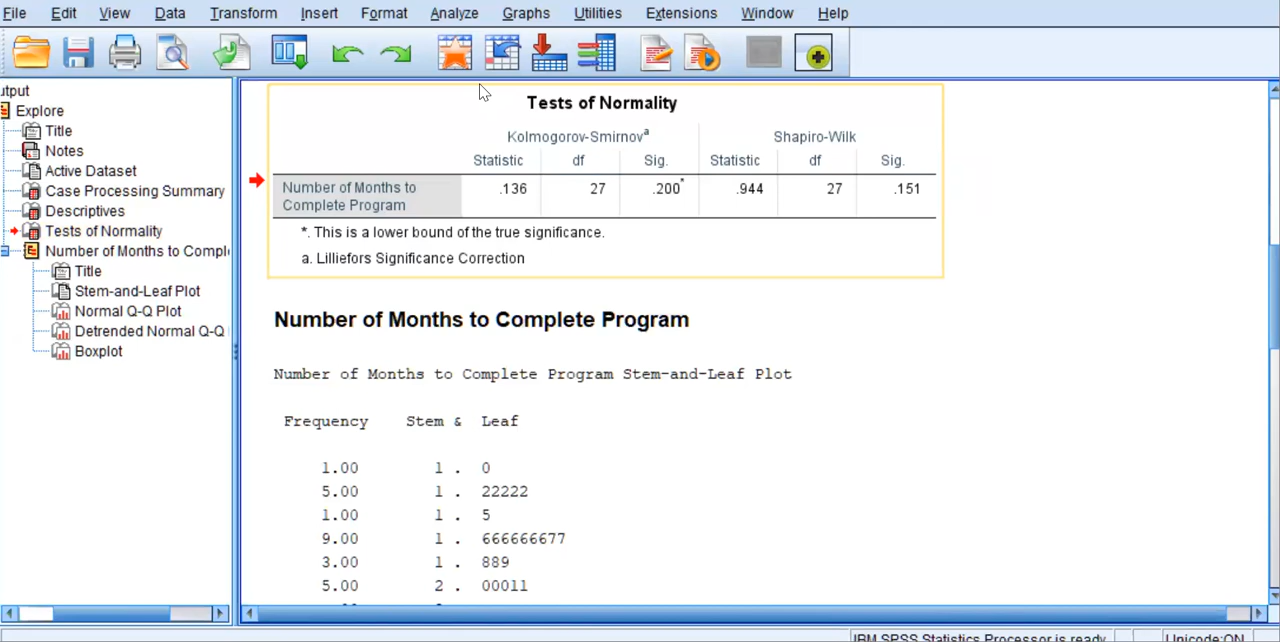 File Edit View Data Transform Insert Format Analyze Graphs Utilities Extensions Window Help
utput
Explore
Title
Notes
Active Dataset
Case Processing Summary
Descriptives
Tests of Normality
Number of Months to Compl
Title
Stem-and-Leaf Plot
Normal Q-Q Plot
Detrended Normal Q-Q
Boxplot
Tests of Normality
Kolmogorov-Smirnov^a Shapiro-Wilk
Statistic df Sig. Statistic df Sig.
Number of Months to
Complete Program
.136 27 .200* .944 27 .151
*. This is a lower bound of the true significance.
a. Lilliefors Significance Correction
Number of Months to Complete Program
Number of Months to Complete Program Stem-and-Leaf Plot
Frequency Stem & Leaf
1.00 1 . 0
5.00 1 . 22222
1.00 1 . 5
9.00 1 . 666666677
3.00 1 . 889
5.00 2 . 00011
IBM SPSS Statistics Processor is ready
Unicode:ON